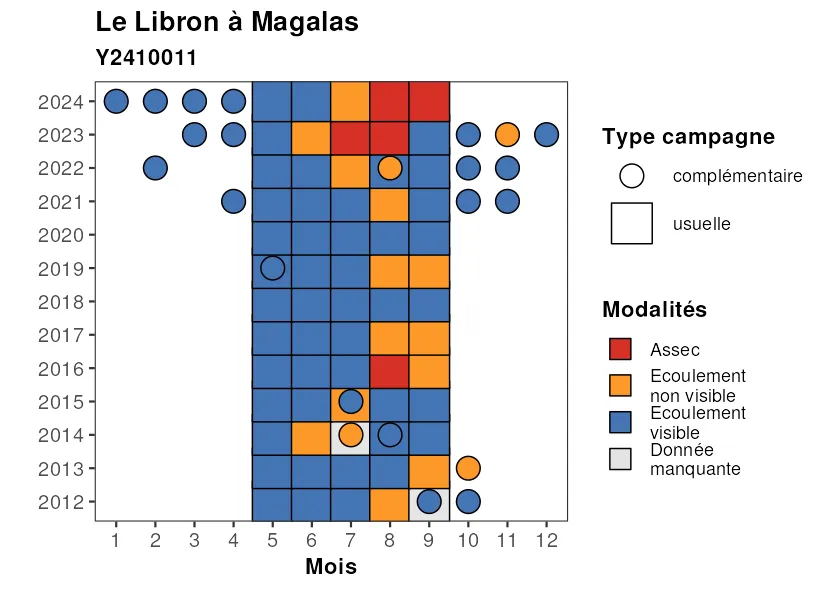 Le Libron à Magalas
Y2410011
2024
2023
2022
2021
2020
2019
2018
2017
2016
2015
2014
2013
2012
1 2 3 4 5 6 7 8 9 10 11 12
Mois
Type campagne
complémentaire
usuelle
Modalités
Assec
Ecoulement
non visible
Ecoulement
visible
Donnée
manquante